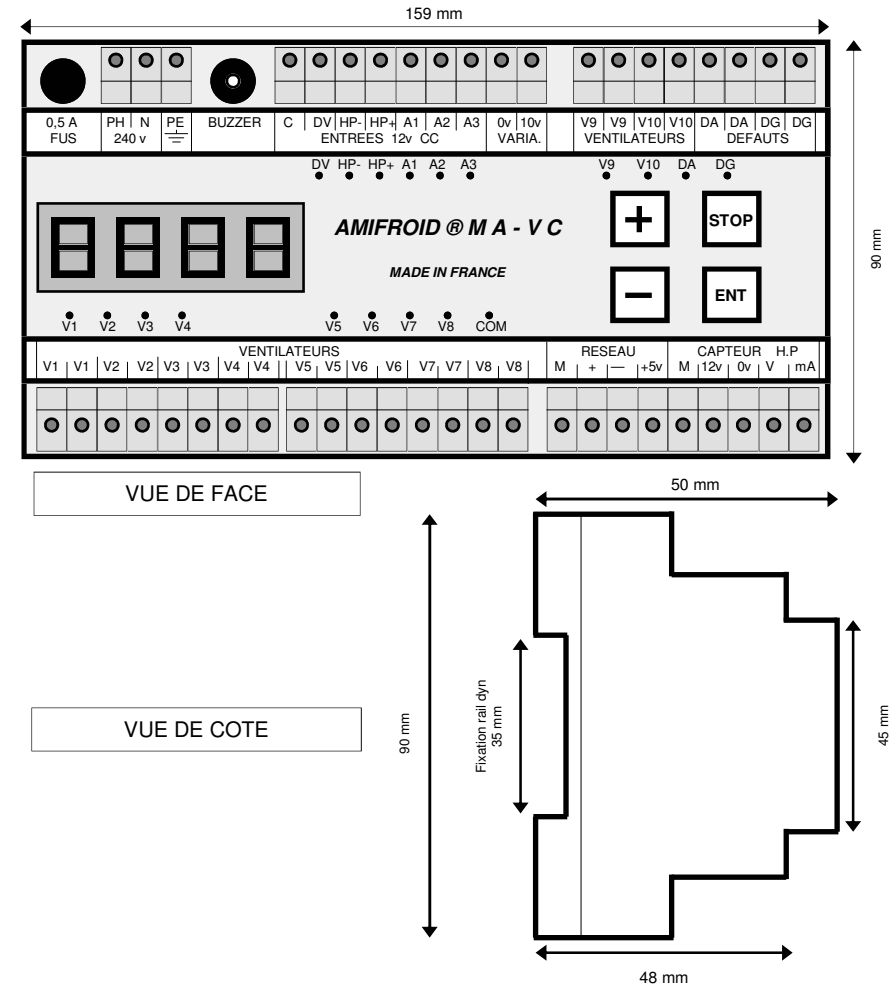 159 mm
0,5 A PH N PE BUZZER C DV HP- HP+ A1 A2 A3 0v 10v V9 V9 V10 V10 DA DA DG DG
FUS 240 v ENTREES 12v CC VARIA. VENTILATEURS DEFAUTS
DV HP- HP+ A1 A2 A3 V9 V10 DA DG
AMIFROID ® M A - V C
+ STOP
MADE IN FRANCE
− ENT
90 mm
V1 V2 V3 V4 V5 V6 V7 V8 COM
VENTILATEURS RESEAU CAPTEUR H.P
V1 V1 V2 V2 V3 V3 V4 V4 V5 V5 V6 V6 V7 V7 V8 V8 M + — +5v M 12v 0v V mA
VUE DE FACE
50 mm
VUE DE COTE
90 mm
Fixation rail dyn
35 mm
45 mm
48 mm